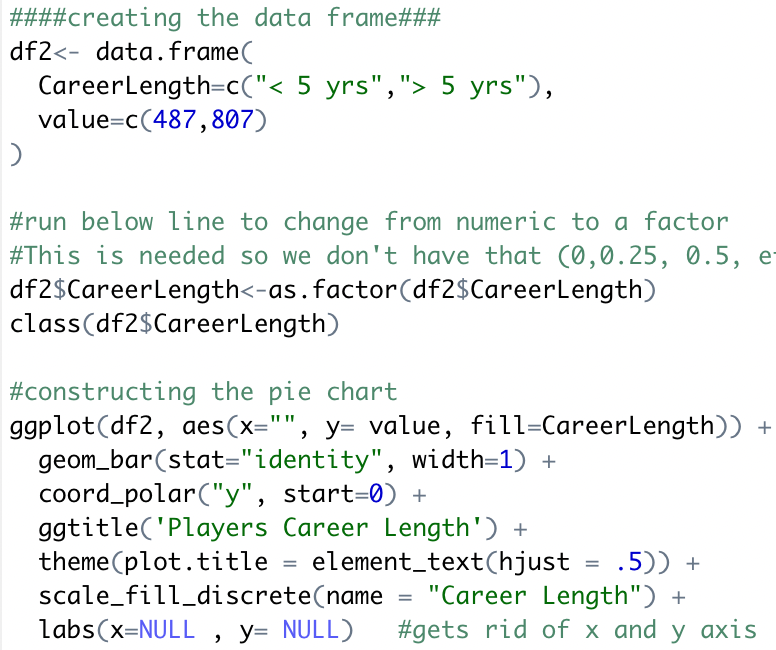 ####creating the data frame###
df2<- data.frame(
  CareerLength=c("< 5 yrs","> 5 yrs"),
  value=c(487,807)
)
#run below line to change from numeric to a factor
#This is needed so we don't have that (0,0.25, 0.5, e
df2$CareerLength<-as.factor(df2$CareerLength)
class(df2$CareerLength)
#constructing the pie chart
ggplot(df2, aes(x="", y= value, fill=CareerLength)) +
  geom_bar(stat="identity", width=1) +
  coord_polar("y", start=0) +
  ggtitle('Players Career Length') +
  theme(plot.title = element_text(hjust = .5)) +
  scale_fill_discrete(name = "Career Length") +
  labs(x=NULL , y= NULL)   #gets rid of x and y axis